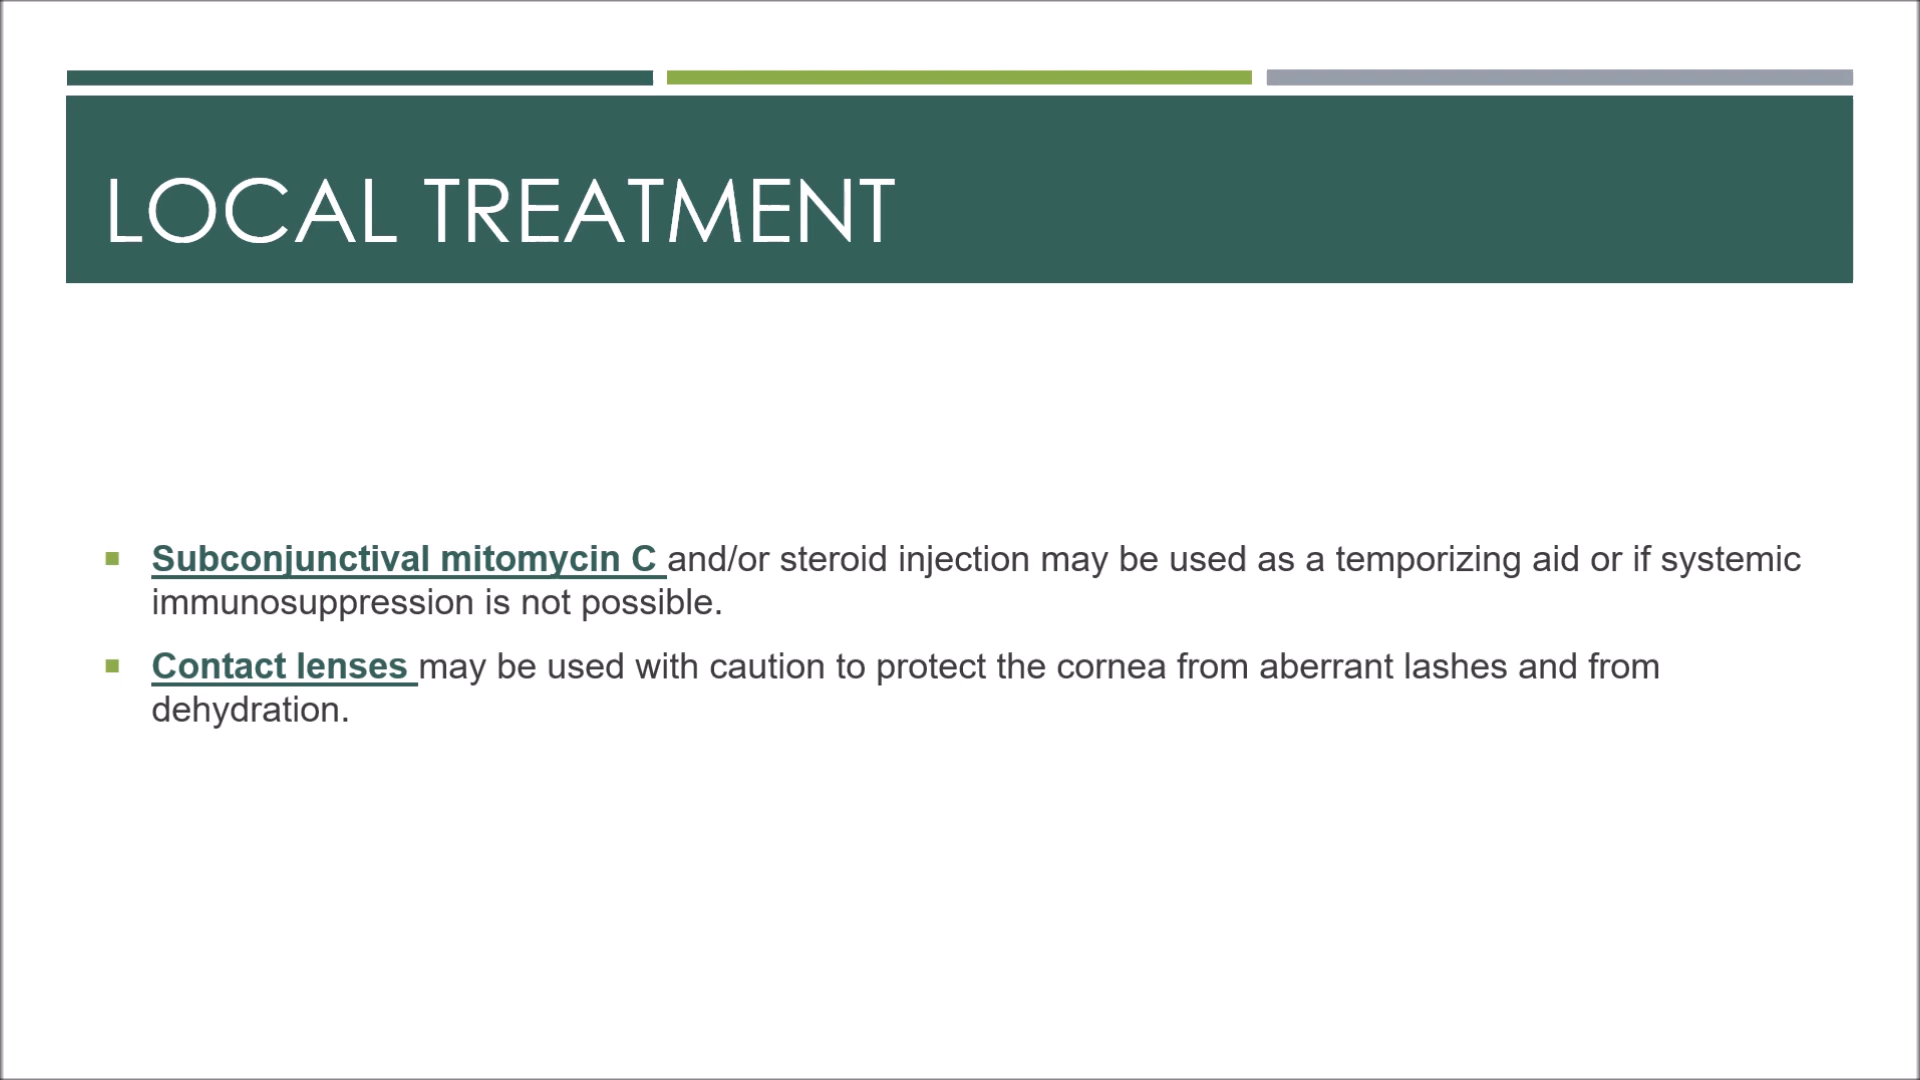 LOCAL TREATMENT
Subconjunctival mitomycin C and/or steroid injection may be used as a temporizing aid or if systemic
immunosuppression is not possible.
Contact lenses may be used with caution to protect the cornea from aberrant lashes and from
dehydration.